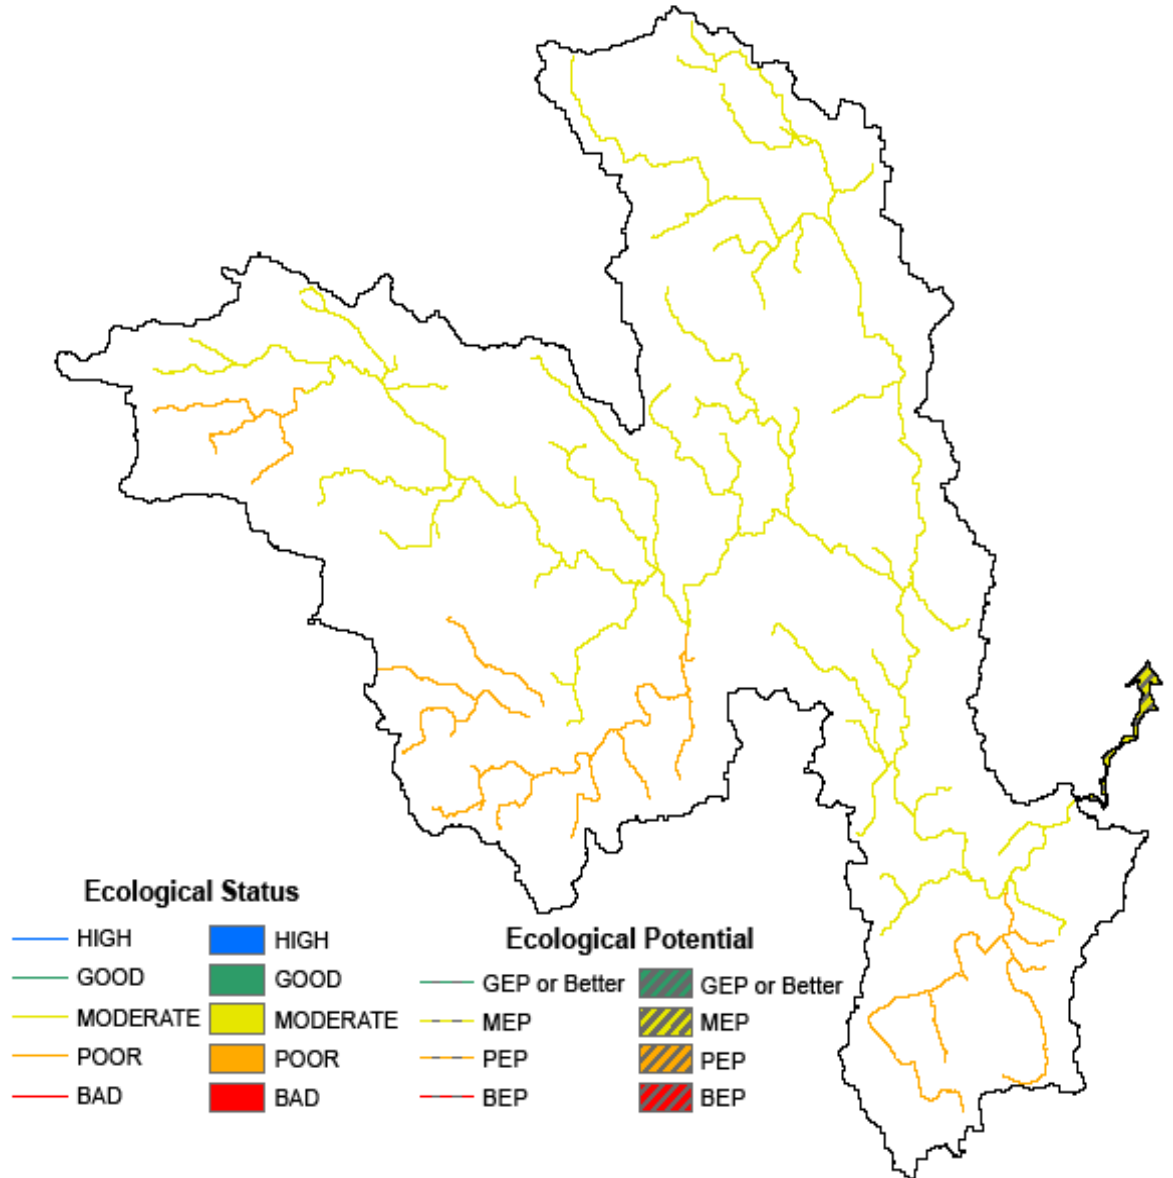 Ecological Status
HIGH HIGH
GOOD GOOD
MODERATE MODERATE
POOR POOR
BAD BAD
Ecological Potential
GEP or Better GEP or Better
MEP MEP
PEP PEP
BEP BEP